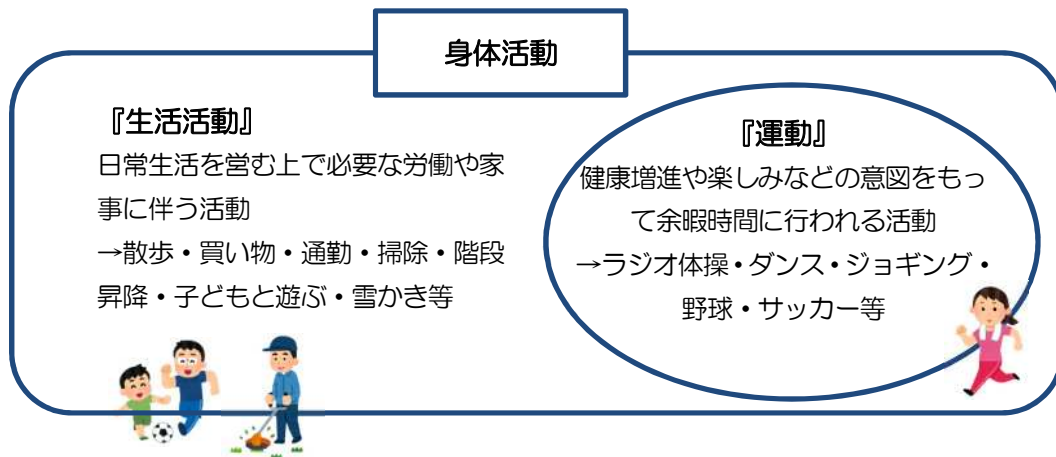 身体活動
『生活活動』
日常生活を営む上で必要な労働や家
事に伴う活動
→散歩・買い物・通勤・掃除・階段
昇降・子どもと遊ぶ・雪かき等
『運動』
健康増進や楽しみなどの意図をもっ
て余暇時間に行われる活動
→ラジオ体操・ダンス・ジョギング・
野球・サッカー等